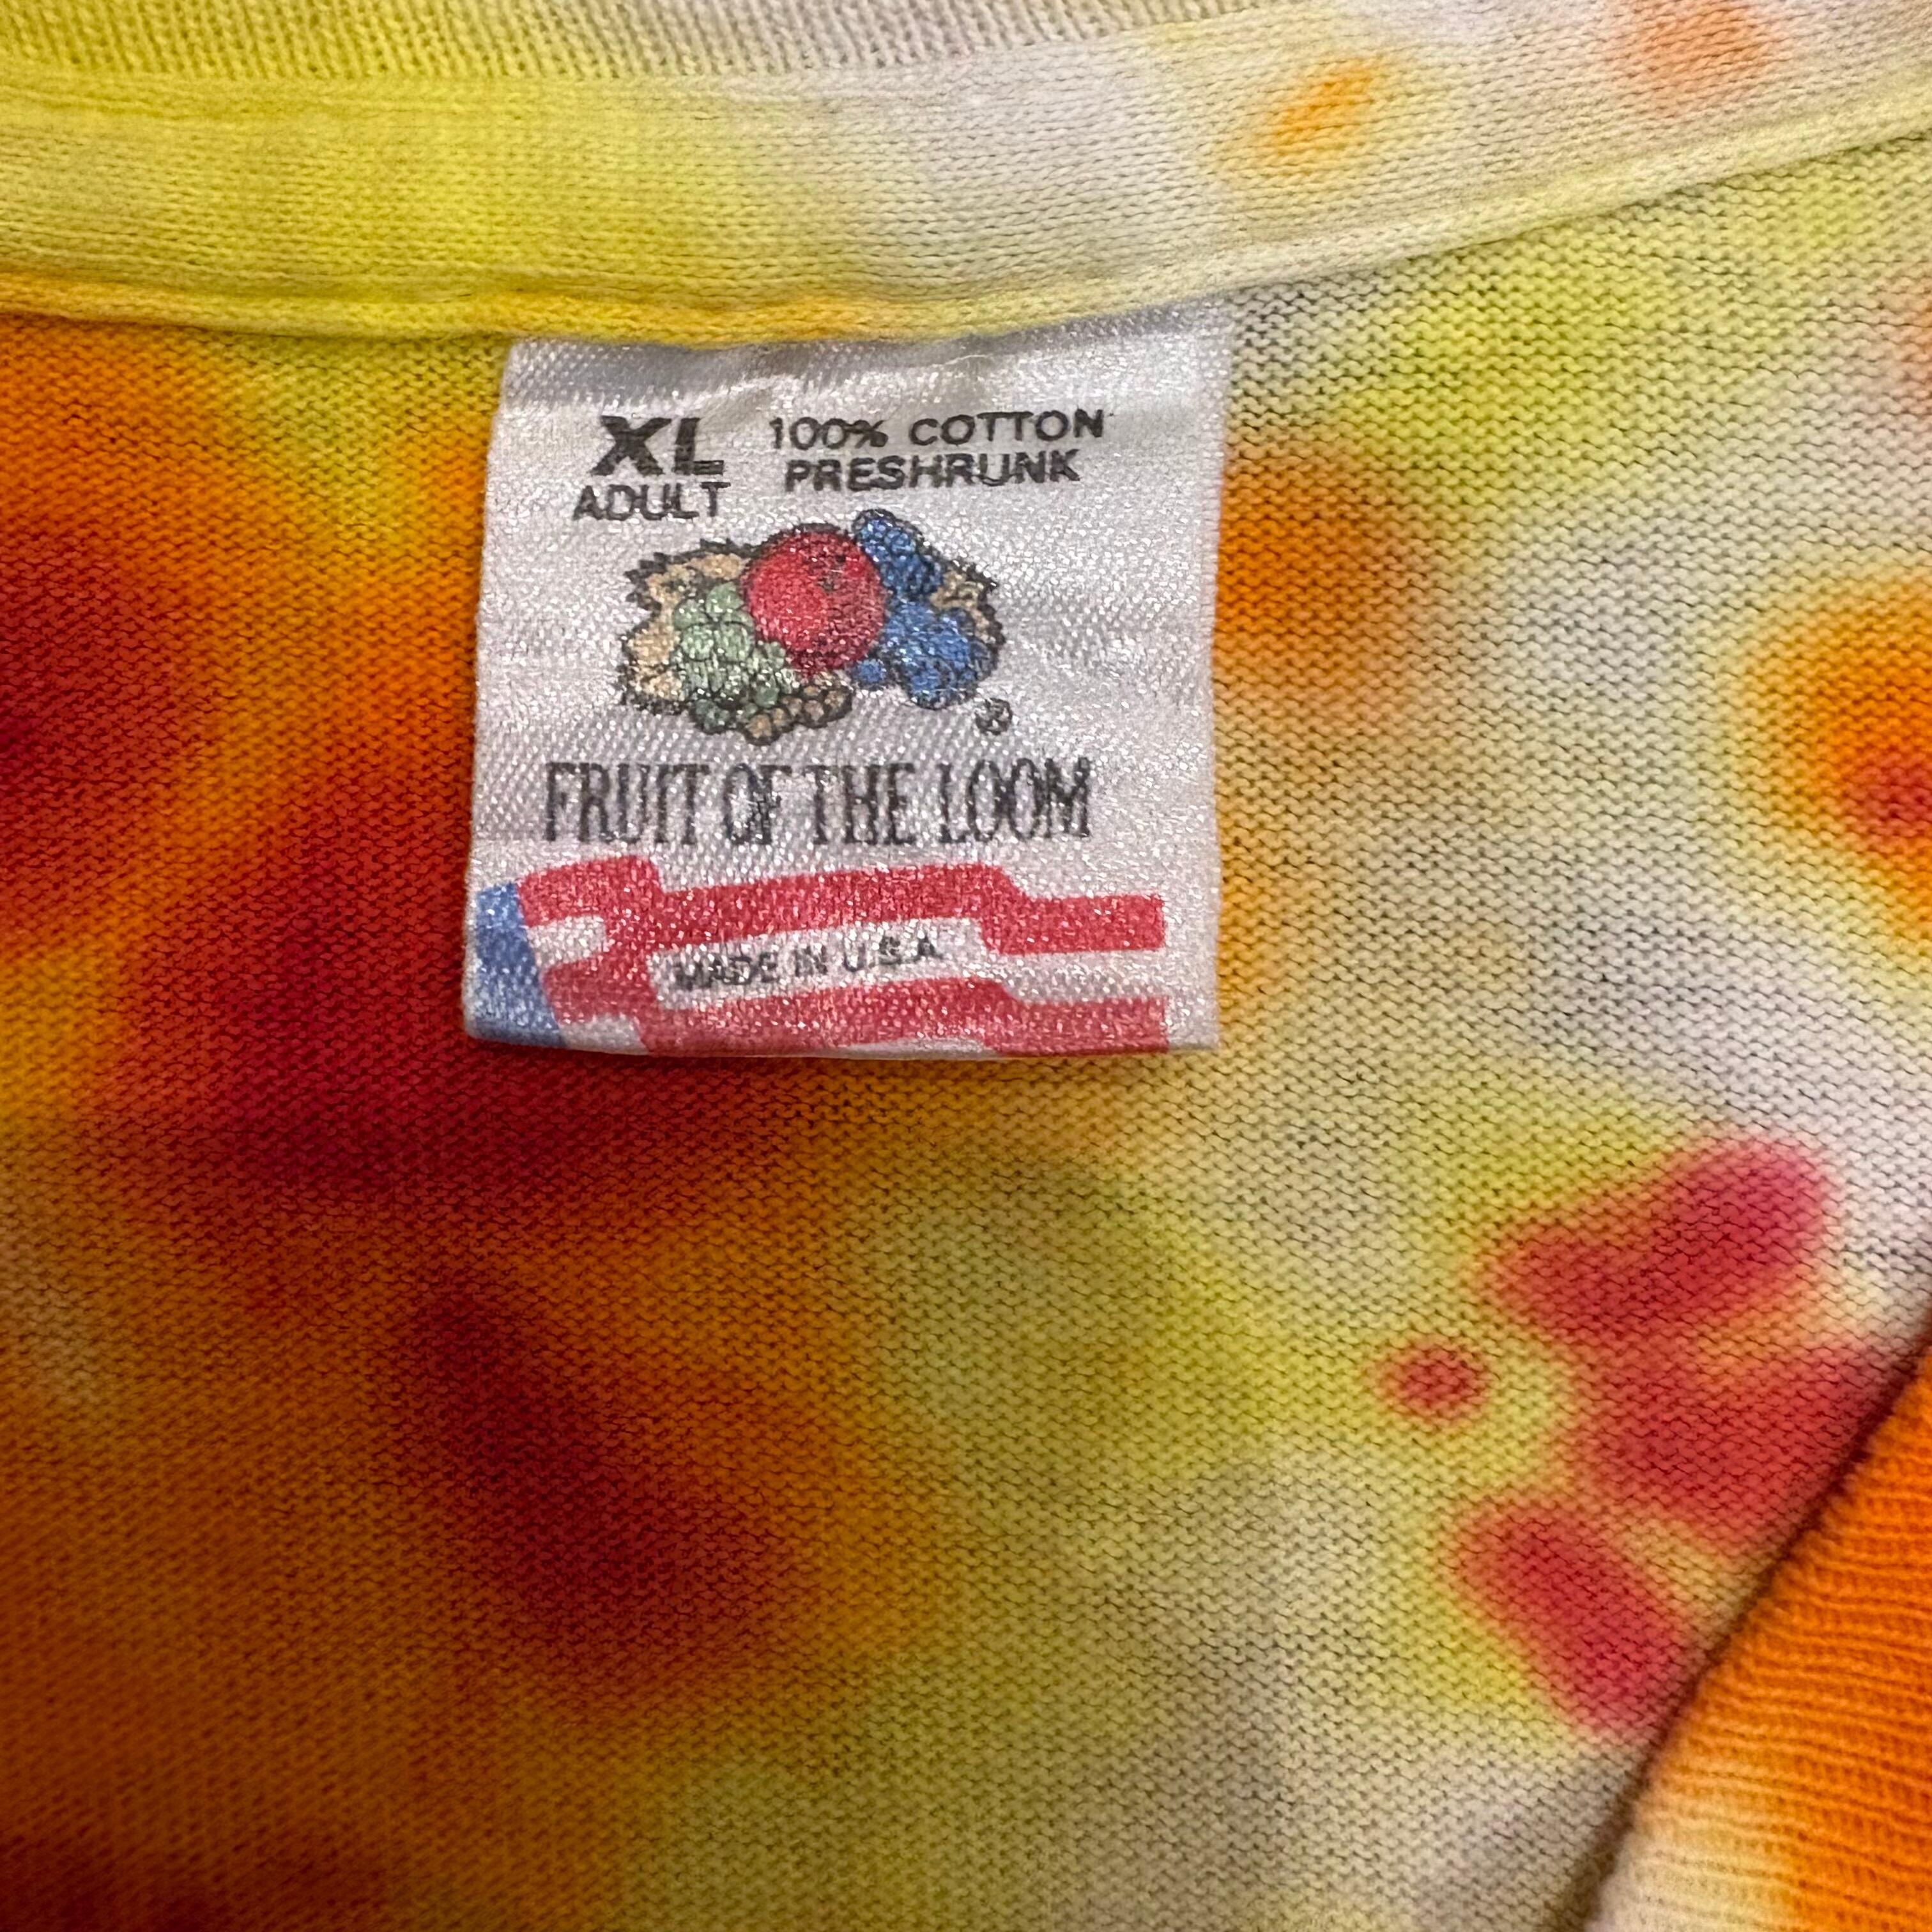 XL 100% COTTON
ADULT PRESHRUNK
®
FRUIT OF THE LOOM
MADE IN U.S.A.